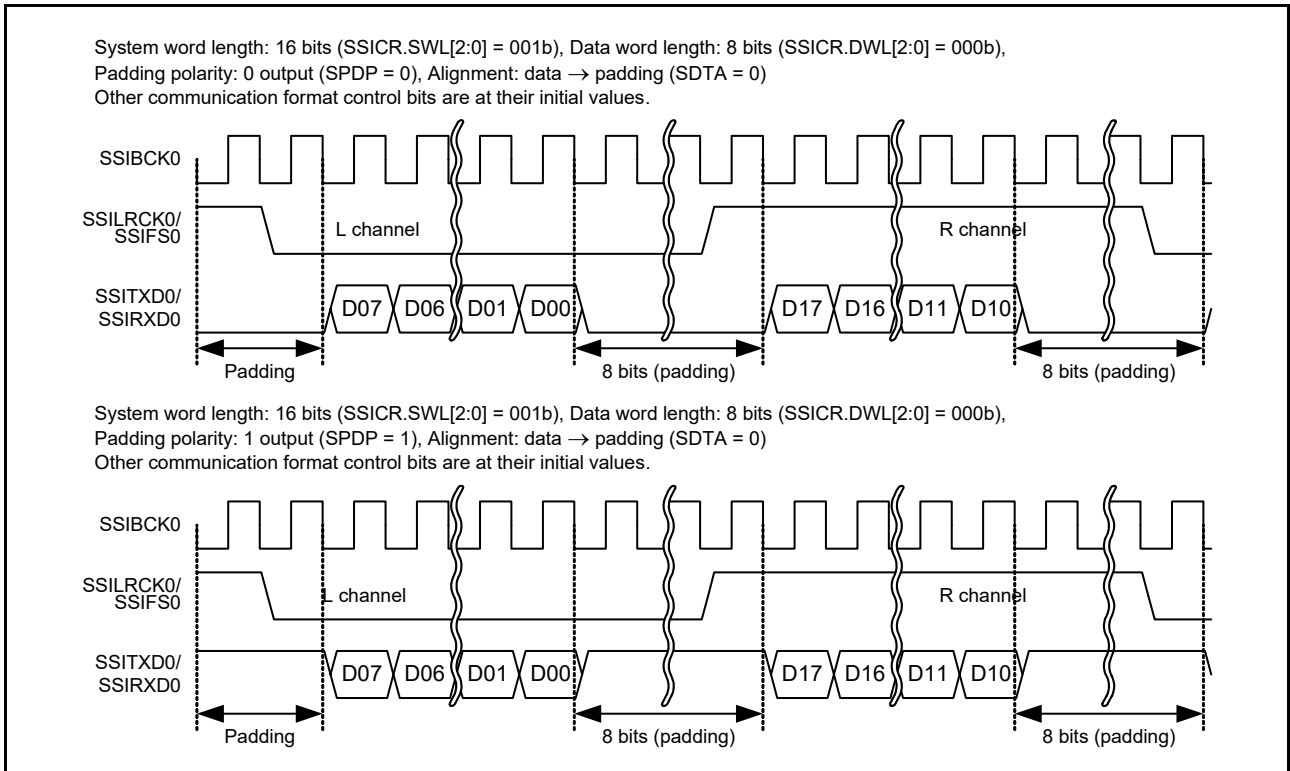 System word length: 16 bits (SSICR.SWL[2:0] = 001b), Data word length: 8 bits (SSICR.DWL[2:0] = 000b),
Padding polarity: 0 output (SPDP = 0), Alignment: data → padding (SDTA = 0)
Other communication format control bits are at their initial values.
SSIBCK0
SSILRCK0/
SSIFS0
L channel
R channel
SSITXD0/
SSIRXD0
D07 D06 D01 D00 D17 D16 D11 D10
Padding 8 bits (padding) 8 bits (padding)
System word length: 16 bits (SSICR.SWL[2:0] = 001b), Data word length: 8 bits (SSICR.DWL[2:0] = 000b),
Padding polarity: 1 output (SPDP = 1), Alignment: data → padding (SDTA = 0)
Other communication format control bits are at their initial values.
SSIBCK0
SSILRCK0/
SSIFS0
L channel
R channel
SSITXD0/
SSIRXD0
D07 D06 D01 D00 D17 D16 D11 D10
Padding 8 bits (padding) 8 bits (padding)